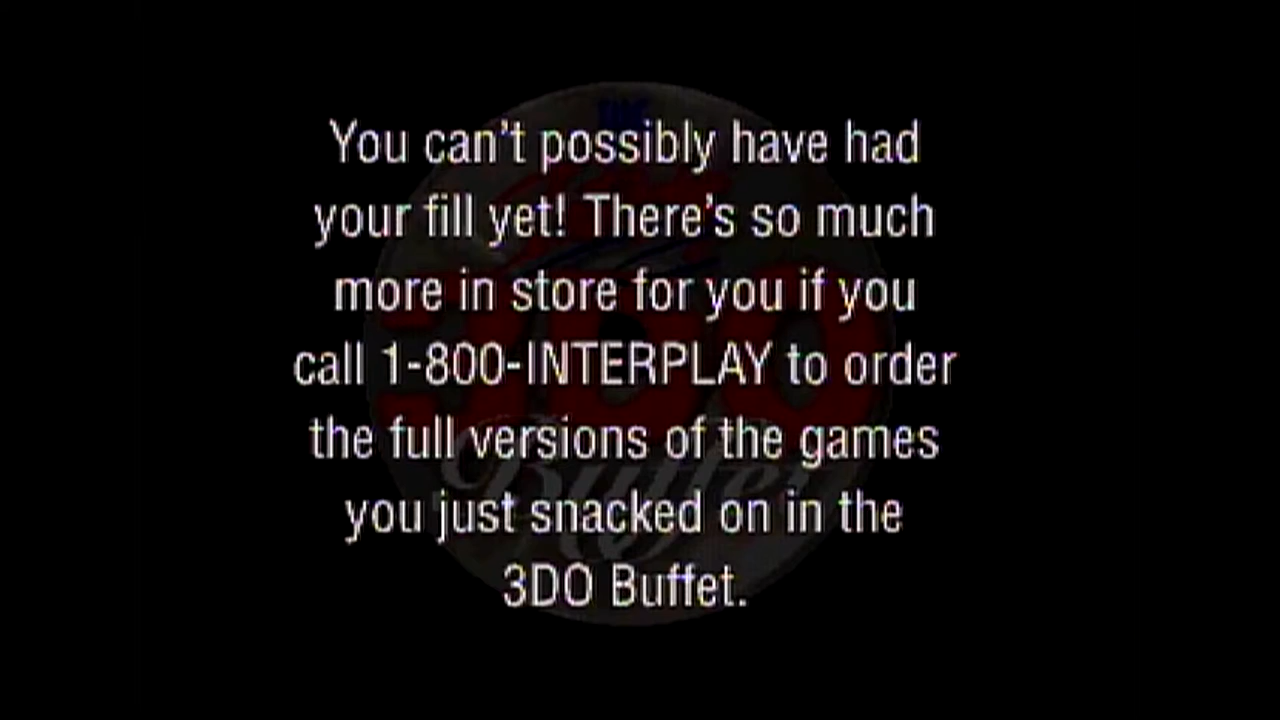 You can't possibly have had
your fill yet! There's so much
more in store for you if you
call 1-800-INTERPLAY to order
the full versions of the games
you just snacked on in the
3DO Buffet.
3DO
Buffet